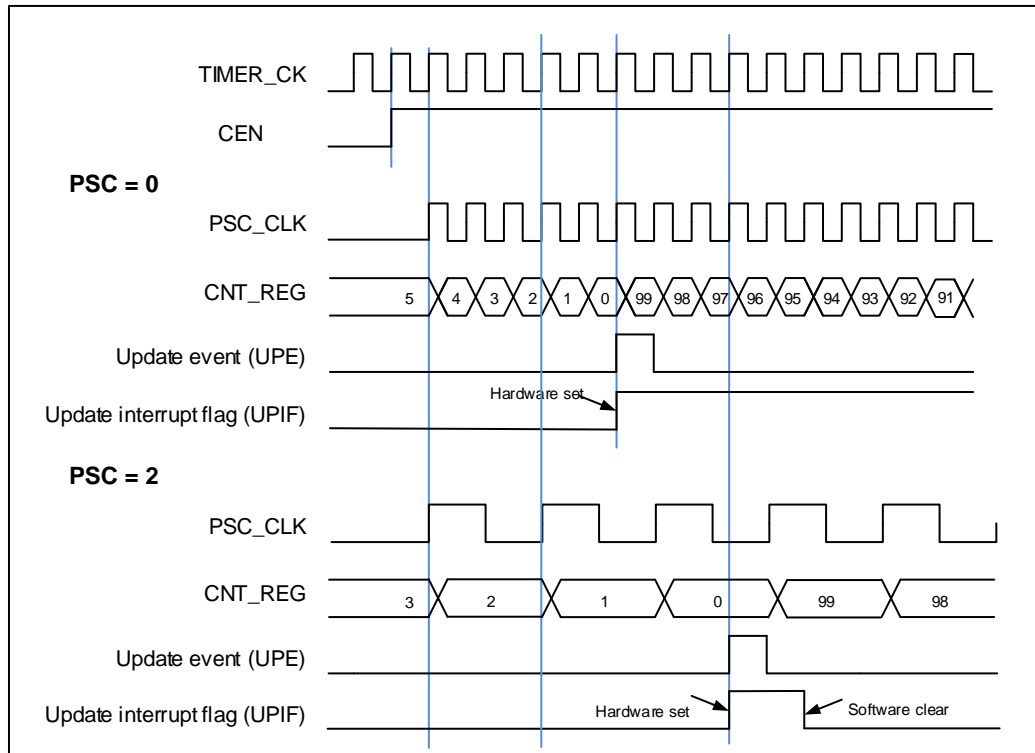 TIMER_CK
CEN
PSC = 0
PSC_CLK
CNT_REG 5 4 3 2 1 0 99 98 97 96 95 94 93 92 91
Update event (UPE)
Hardware set
Update interrupt flag (UPIF)
PSC = 2
PSC_CLK
CNT_REG 3 2 1 0 99 98
Update event (UPE)
Update interrupt flag (UPIF) Hardware set Software clear